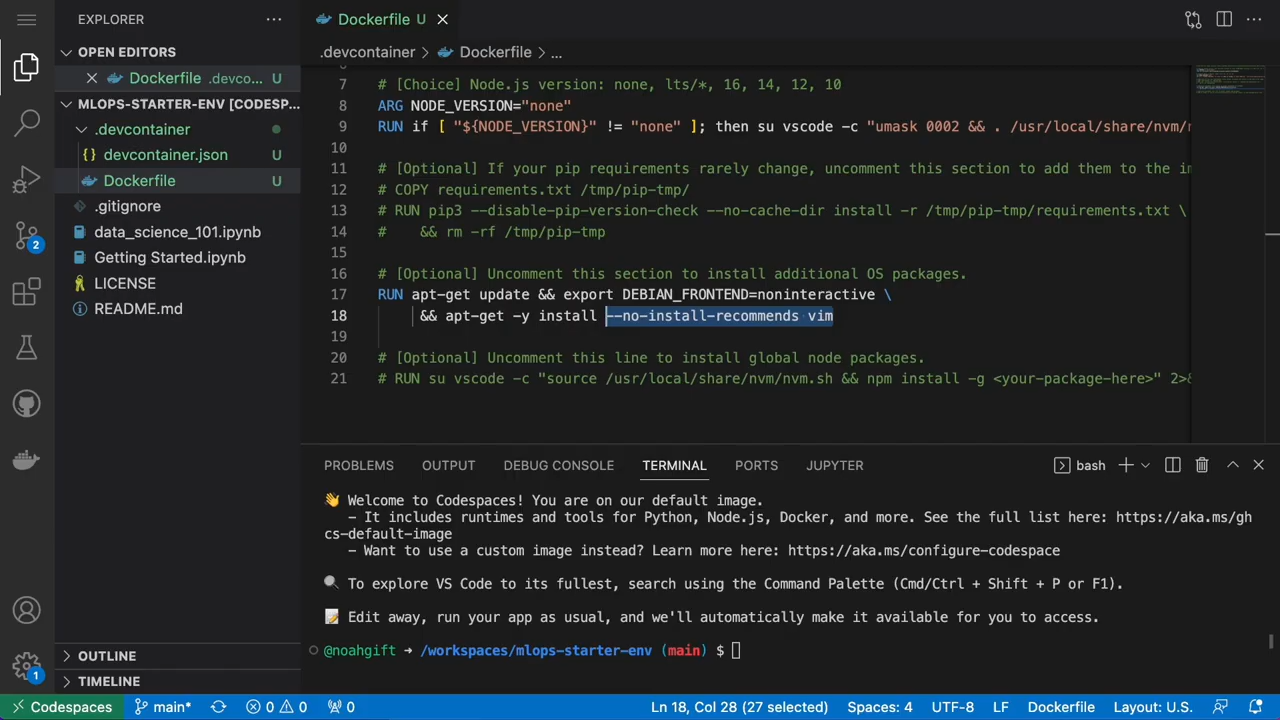 EXPLORER
OPEN EDITORS
Dockerfile .devco... U
MLOPS-STARTER-ENV [CODESP...
.devcontainer
devcontainer.json U
Dockerfile U
.gitignore
data_science_101.ipynb
Getting Started.ipynb
LICENSE
README.md
OUTLINE
TIMELINE
2
1
Dockerfile U
.devcontainer > Dockerfile > ...
7 # [Choice] Node.js version: none, lts/*, 16, 14, 12, 10
8 ARG NODE_VERSION="none"
9 RUN if [ "${NODE_VERSION}" != "none" ]; then su vscode -c "umask 0002 && . /usr/local/share/nvm/
10
11 # [Optional] If your pip requirements rarely change, uncomment this section to add them to the im
12 # COPY requirements.txt /tmp/pip-tmp/
13 # RUN pip3 --disable-pip-version-check --no-cache-dir install -r /tmp/pip-tmp/requirements.txt \
14 #    && rm -rf /tmp/pip-tmp
15
16 # [Optional] Uncomment this section to install additional OS packages.
17 RUN apt-get update && export DEBIAN_FRONTEND=noninteractive \
18     && apt-get -y install --no-install-recommends vim
19
20 # [Optional] Uncomment this line to install global node packages.
21 # RUN su vscode -c "source /usr/local/share/nvm/nvm.sh && npm install -g <your-package-here>" 2>&
PROBLEMS OUTPUT DEBUG CONSOLE TERMINAL PORTS JUPYTER bash
👋 Welcome to Codespaces! You are on our default image.
- It includes runtimes and tools for Python, Node.js, Docker, and more. See the full list here: https://aka.ms/gh
cs-default-image
- Want to use a custom image instead? Learn more here: https://aka.ms/configure-codespace
🔍 To explore VS Code to its fullest, search using the Command Palette (Cmd/Ctrl + Shift + P or F1).
📝 Edit away, run your app as usual, and we'll automatically make it available for you to access.
@noahgift ➜ /workspaces/mlops-starter-env (main) $
Codespaces main* 0 0 0 Ln 18, Col 28 (27 selected) Spaces: 4 UTF-8 LF Dockerfile Layout: U.S.